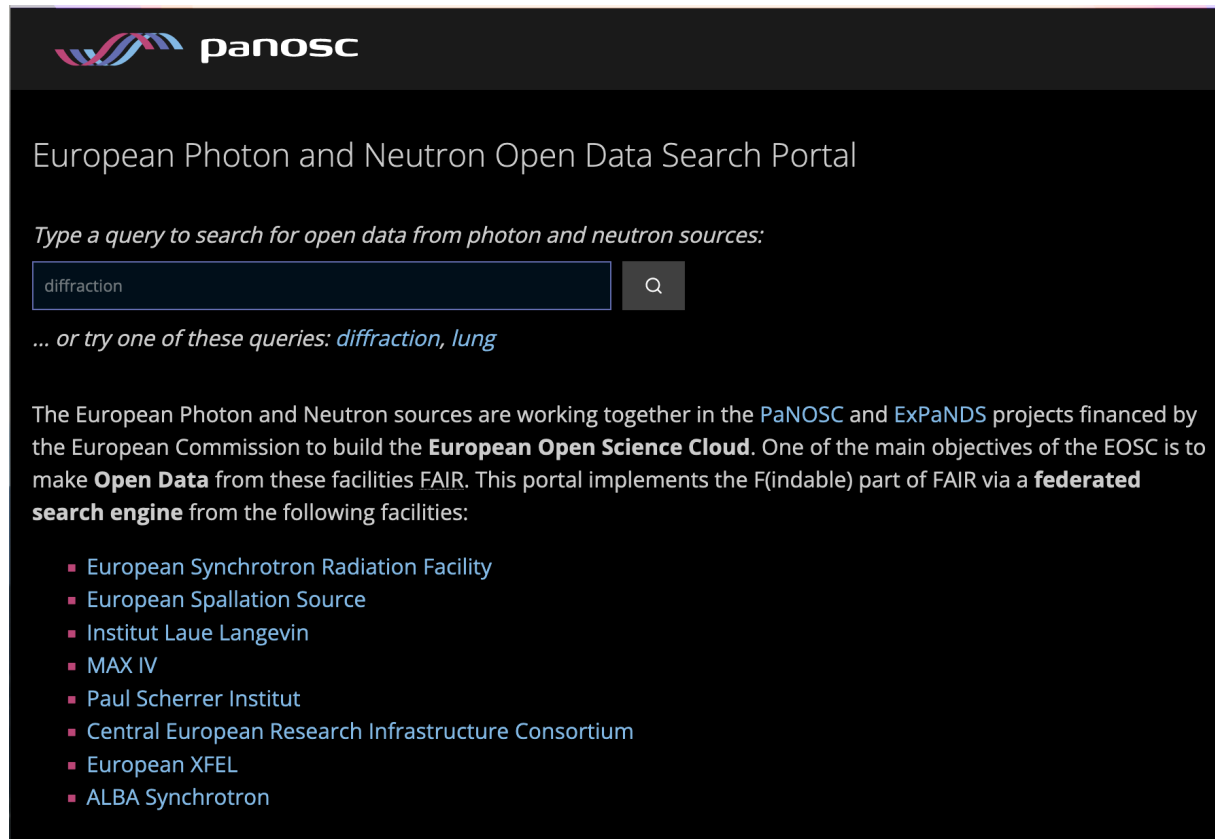 panosc
European Photon and Neutron Open Data Search Portal
Type a query to search for open data from photon and neutron sources:
diffraction
... or try one of these queries: diffraction, lung
The European Photon and Neutron sources are working together in the PaNOSC and ExPaNDS projects financed by
the European Commission to build the European Open Science Cloud. One of the main objectives of the EOSC is to
make Open Data from these facilities FAIR. This portal implements the F(indable) part of FAIR via a federated
search engine from the following facilities:
European Synchrotron Radiation Facility
European Spallation Source
Institut Laue Langevin
MAX IV
Paul Scherrer Institut
Central European Research Infrastructure Consortium
European XFEL
ALBA Synchrotron